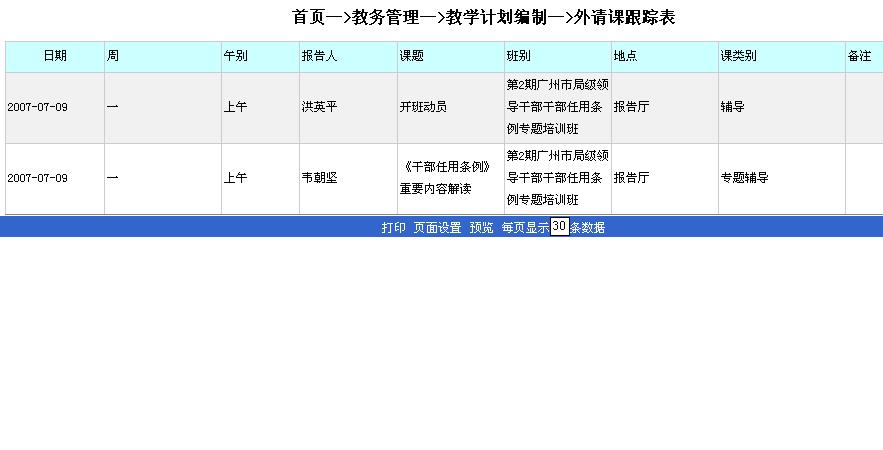 首页-->教务管理-->教学计划编制-->外请课跟踪表
日期 周 午别 报告人 课题 班别 地点 课类别 备注
2007-07-09 一 上午 洪英平 开班动员 第2期广州市局级领 报告厅 辅导
导干部干部任用条
例专题培训班
2007-07-09 一 上午 韦朝坚 《干部任用条例》 第2期广州市局级领 报告厅 专题辅导
重要内容解读 导干部干部任用条
例专题培训班
打印 页面设置 预览 每页显示30条数据